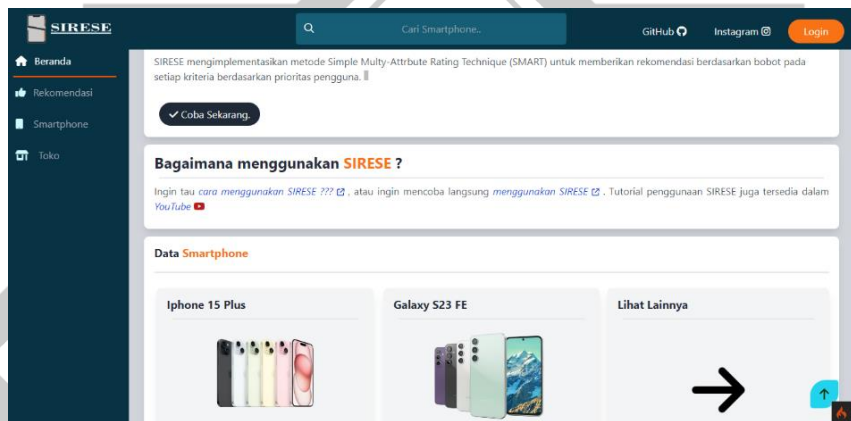 SIRESE
Cari Smartphone..
GitHub
Instagram
Login
Beranda
Rekomendasi
Smartphone
Toko
SIRESE mengimplementasikan metode Simple Multy-Attrbute Rating Technique (SMART) untuk memberikan rekomendasi berdasarkan bobot pada
setiap kriteria berdasarkan prioritas pengguna.
Coba Sekarang.
Bagaimana menggunakan SIRESE ?
Ingin tau cara menggunakan SIRESE ??? , atau ingin mencoba langsung menggunakan SIRESE . Tutorial penggunaan SIRESE juga tersedia dalam
YouTube
Data Smartphone
Iphone 15 Plus
Galaxy S23 FE
Lihat Lainnya